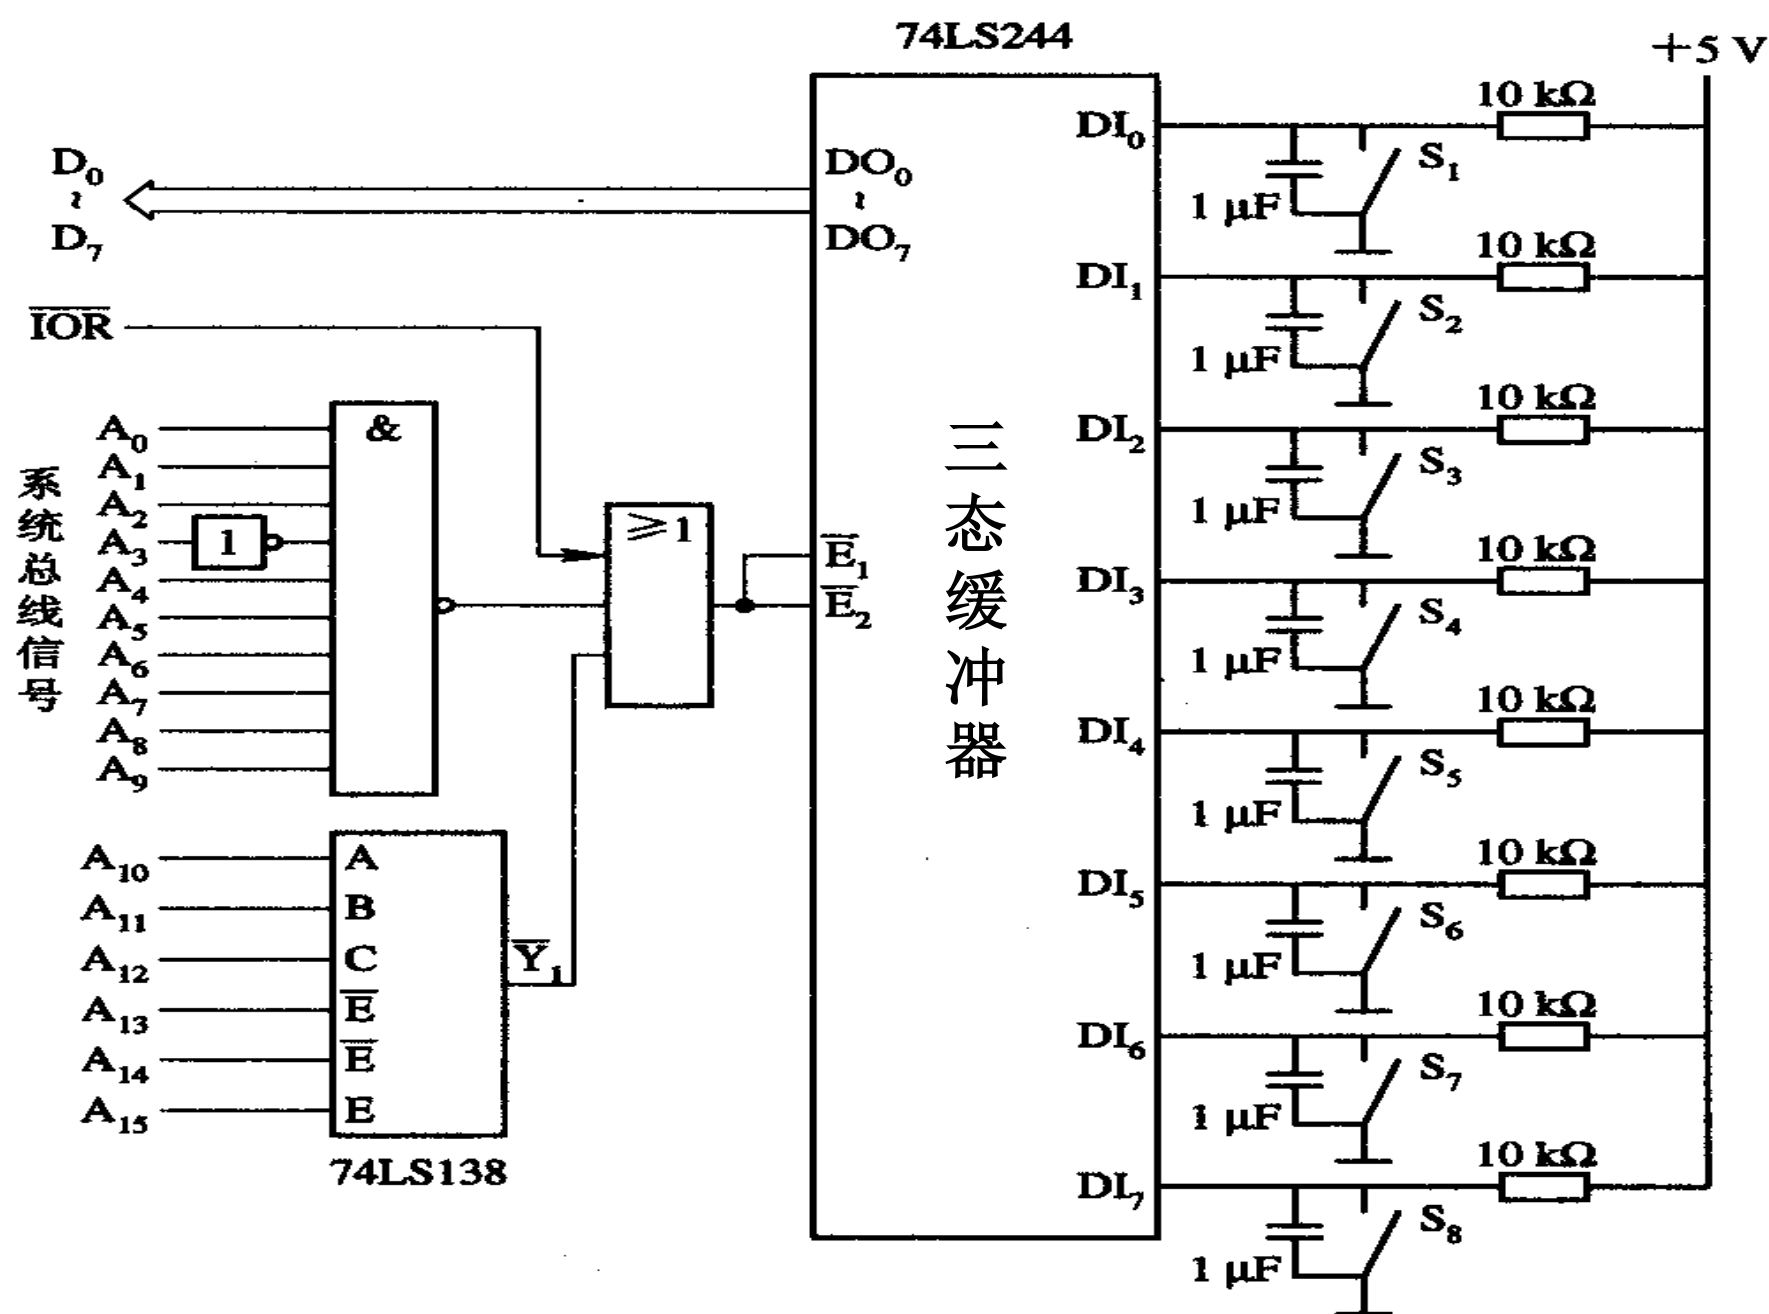 74LS244
+5 V
D₀
~
D₇
DO₀
~
DO₇
I̅O̅R̅
系统总线信号
A₀
A₁
A₂
A₃
A₄
A₅
A₆
A₇
A₈
A₉
1
&
≥1
E̅₁
E̅₂
三态缓冲器
A₁₀
A₁₁
A₁₂
A₁₃
A₁₄
A₁₅
A
B
C
E̅
E̅
E
Y̅₁
74LS138
DI₀
1 μF
S₁
10 kΩ
DI₁
1 μF
S₂
10 kΩ
DI₂
1 μF
S₃
10 kΩ
DI₃
1 μF
S₄
10 kΩ
DI₄
1 μF
S₅
10 kΩ
DI₅
1 μF
S₆
10 kΩ
DI₆
1 μF
S₇
10 kΩ
DI₇
1 μF
S₈
10 kΩ